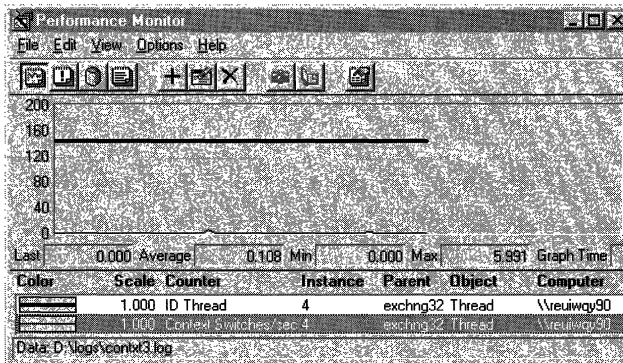 Performance Monitor
File Edit View Options Help
200
160
120
80
40
0
Last 0.000 Average 0.108 Min 0.000 Max 5.991 Graph Time
Color Scale Counter Instance Parent Object Computer
1.000 ID Thread 4 exchng32 Thread \\reuiwqy90
1.000 Context Switches/sec 4 exchng32 Thread \\reuiwqy90
Data: D:\logs\contxt3.log